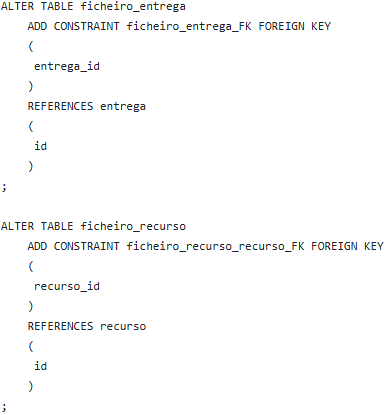 ALTER TABLE ficheiro_entrega
    ADD CONSTRAINT ficheiro_entrega_FK FOREIGN KEY
    (
     entrega_id
    )
    REFERENCES entrega
    (
     id
    )
;

ALTER TABLE ficheiro_recurso
    ADD CONSTRAINT ficheiro_recurso_recurso_FK FOREIGN KEY
    (
     recurso_id
    )
    REFERENCES recurso
    (
     id
    )
;